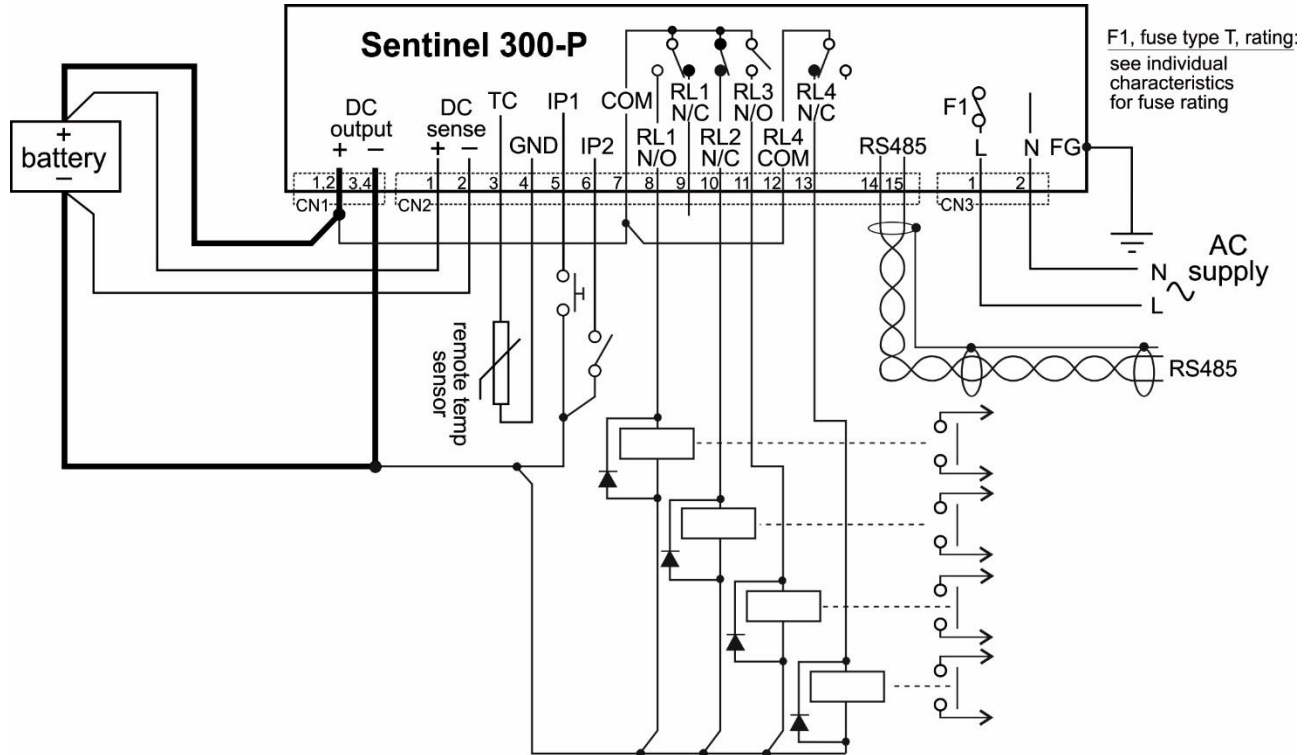 Sentinel 300-P
F1, fuse type T, rating:
see individual
characteristics
for fuse rating
battery
+
−
DC
output
+ −
DC
sense
+ −
TC
GND
IP1
IP2
COM
RL1
N/O
RL1
N/C
RL2
N/C
RL3
N/O
RL4
COM
RL4
N/C
RS485
F1
L
N
FG
1,2 3,4
CN1
1 2 3 4 5 6 7 8 9 10 11 12 13 14 15
CN2
1 2
CN3
remote temp
sensor
AC
supply
N
L
RS485